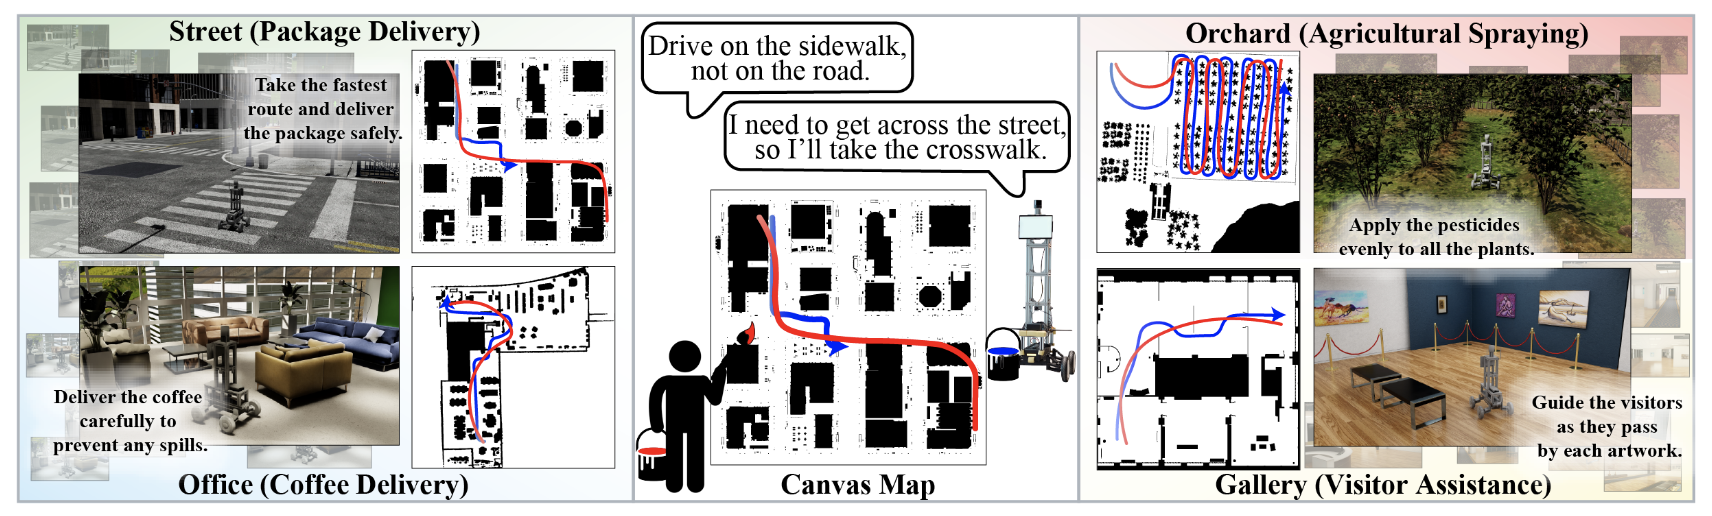 Street (Package Delivery)
Take the fastest
route and deliver
the package safely.
Deliver the coffee
carefully to
prevent any spills.
Office (Coffee Delivery)
Drive on the sidewalk,
not on the road.
I need to get across the street,
so I'll take the crosswalk.
Canvas Map
Orchard (Agricultural Spraying)
Apply the pesticides
evenly to all the plants.
Guide the visitors
as they pass
by each artwork.
Gallery (Visitor Assistance)